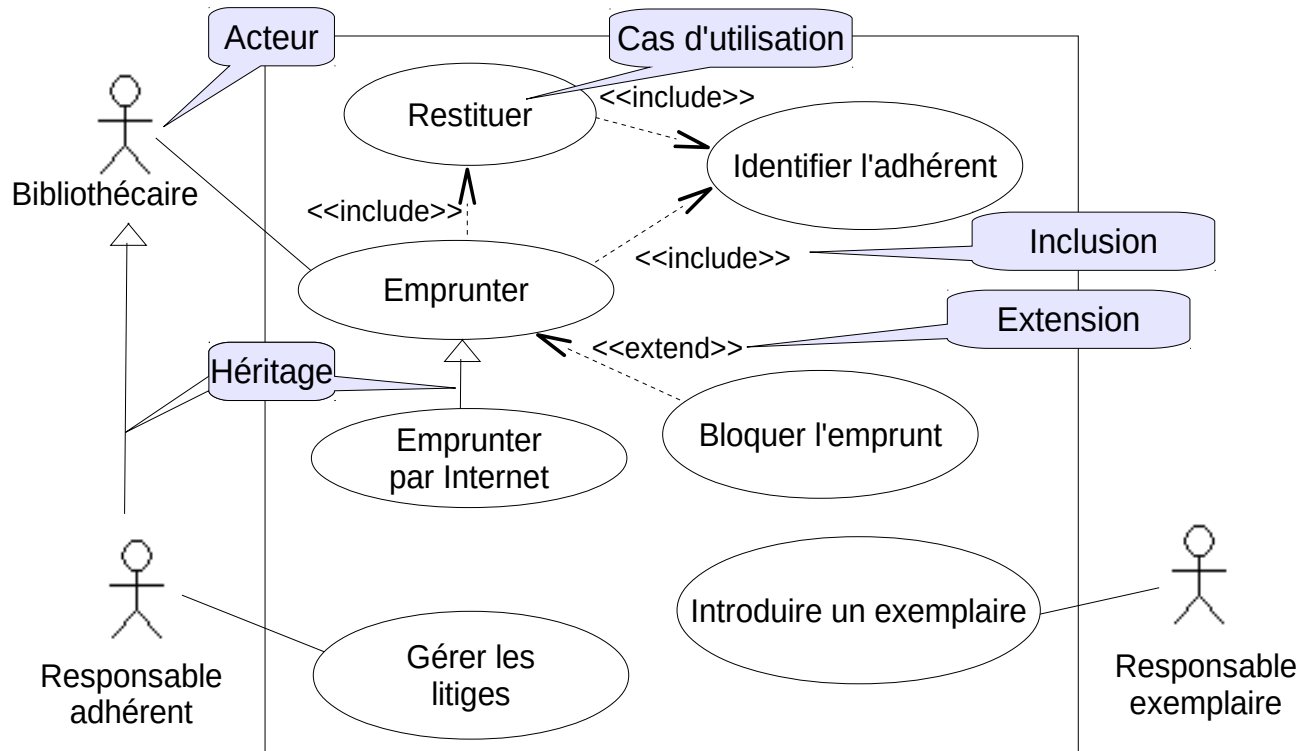 Acteur
Cas d'utilisation
<<include>>
Restituer
Identifier l'adhérent
Bibliothécaire
<<include>>
Inclusion
<<include>>
Emprunter
Extension
<<extend>>
Héritage
Emprunter
par Internet
Bloquer l'emprunt
Introduire un exemplaire
Gérer les
litiges
Responsable
adhérent
Responsable
exemplaire